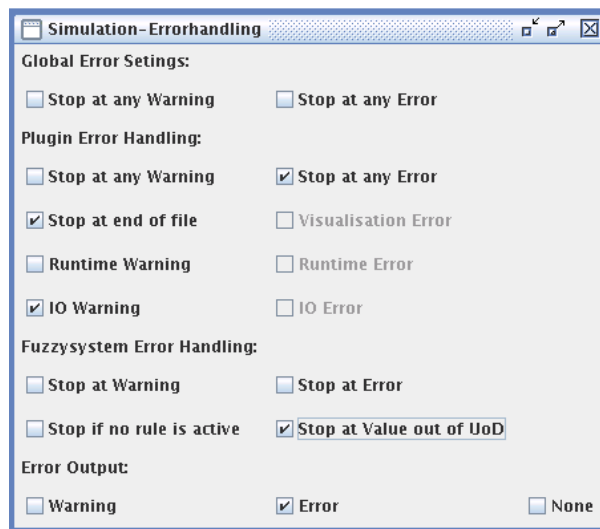 Simulation-Errorhandling
Global Error Setings:
Stop at any Warning Stop at any Error
Plugin Error Handling:
Stop at any Warning Stop at any Error
Stop at end of file Visualisation Error
Runtime Warning Runtime Error
IO Warning IO Error
Fuzzysystem Error Handling:
Stop at Warning Stop at Error
Stop if no rule is active Stop at Value out of UoD
Error Output:
Warning Error None